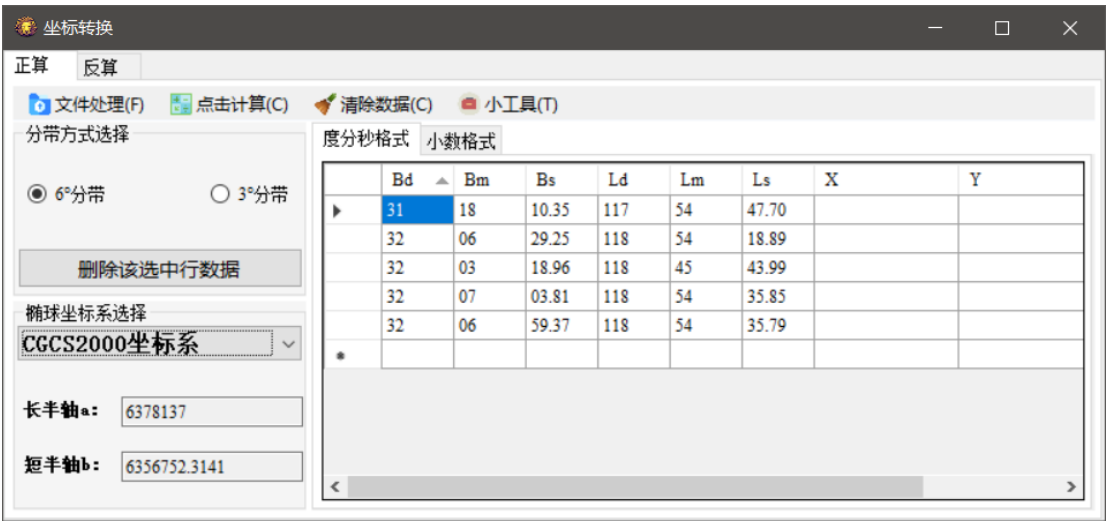 坐标转换
正算 反算
文件处理(F) 点击计算(C) 清除数据(C) 小工具(T)
分带方式选择
6°分带 3°分带
删除该选中行数据
椭球坐标系选择
CGCS2000坐标系
长半轴a: 6378137
短半轴b: 6356752.3141
度分秒格式 小数格式
Bd Bm Bs Ld Lm Ls X Y
31 18 10.35 117 54 47.70
32 06 29.25 118 54 18.89
32 03 18.96 118 45 43.99
32 07 03.81 118 54 35.85
32 06 59.37 118 54 35.79